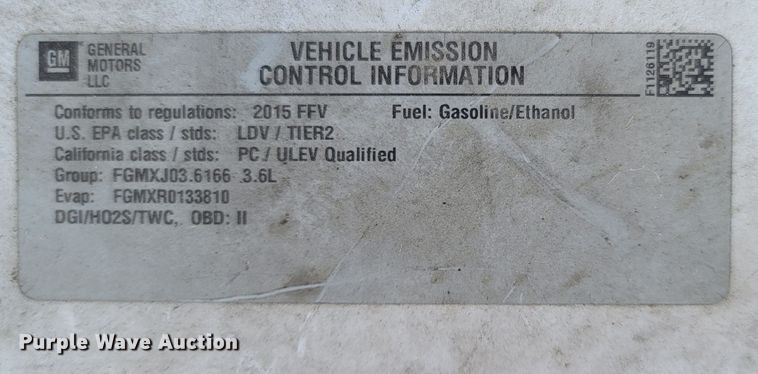 GM
GENERAL
MOTORS
LLC
VEHICLE EMISSION
CONTROL INFORMATION
F1126119
Conforms to regulations: 2015 FFV Fuel: Gasoline/Ethanol
U.S. EPA class / stds: LDV / TIER2
California class / stds: PC / ULEV Qualified
Group: FGMXJ03.6166 3.6L
Evap: FGMXR0133810
DGI/HO2S/TWC, OBD: II
Purple Wave Auction